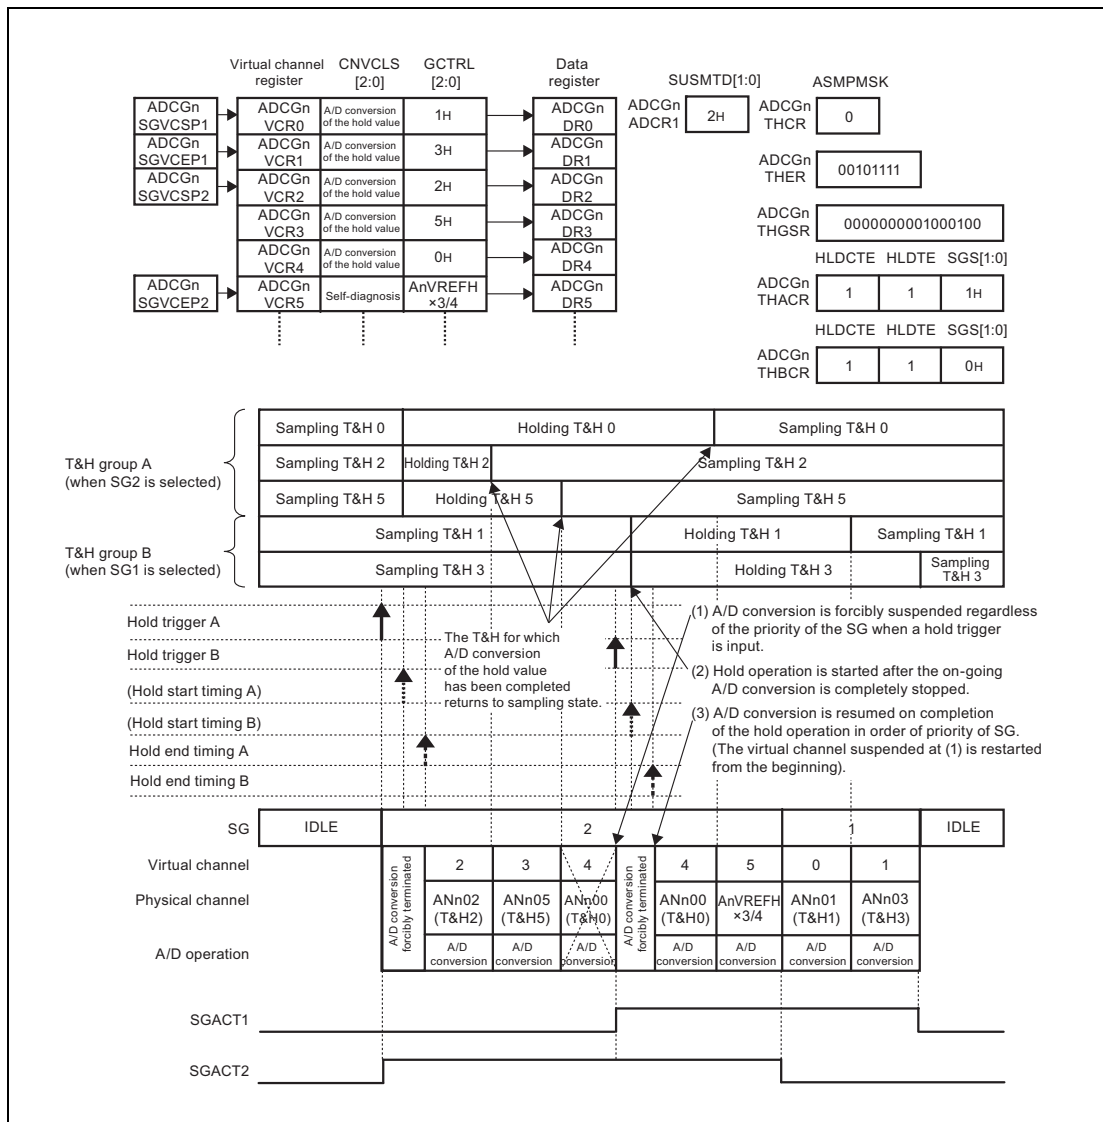 Virtual channel register CNVCLS [2:0] GCTRL [2:0] Data register
SUSMTD[1:0] ASMPMSK
ADCGn SGVCSP1 ADCGn VCR0 A/D conversion of the hold value 1H ADCGn DR0
ADCGn SGVCEP1 ADCGn VCR1 A/D conversion of the hold value 3H ADCGn DR1
ADCGn SGVCSP2 ADCGn VCR2 A/D conversion of the hold value 2H ADCGn DR2
ADCGn VCR3 A/D conversion of the hold value 5H ADCGn DR3
ADCGn VCR4 A/D conversion of the hold value 0H ADCGn DR4
ADCGn SGVCEP2 ADCGn VCR5 Self-diagnosis AnVREFH ×3/4 ADCGn DR5
ADCGn ADCR1 2H
ADCGn THCR 0
ADCGn THER 00101111
ADCGn THGSR 0000000001000100
HLDCTE HLDTE SGS[1:0]
ADCGn THACR 1 1 1H
HLDCTE HLDTE SGS[1:0]
ADCGn THBCR 1 1 0H
T&H group A
(when SG2 is selected)
Sampling T&H 0 Holding T&H 0 Sampling T&H 0
Sampling T&H 2 Holding T&H 2 Sampling T&H 2
Sampling T&H 5 Holding T&H 5 Sampling T&H 5
T&H group B
(when SG1 is selected)
Sampling T&H 1 Holding T&H 1 Sampling T&H 1
Sampling T&H 3 Holding T&H 3 Sampling T&H 3
Hold trigger A
Hold trigger B
(Hold start timing A)
(Hold start timing B)
Hold end timing A
Hold end timing B
The T&H for which
A/D conversion
of the hold value
has been completed
returns to sampling state.
(1) A/D conversion is forcibly suspended regardless
of the priority of the SG when a hold trigger
is input.
(2) Hold operation is started after the on-going
A/D conversion is completely stopped.
(3) A/D conversion is resumed on completion
of the hold operation in order of priority of SG.
(The virtual channel suspended at (1) is restarted
from the beginning).
SG IDLE 2 1 IDLE
Virtual channel 2 3 4 4 5 0 1
Physical channel ANn02 (T&H2) ANn05 (T&H5) ANn00 (T&H0) ANn00 (T&H0) AnVREFH ×3/4 ANn01 (T&H1) ANn03 (T&H3)
A/D operation A/D conversion A/D conversion A/D conversion A/D conversion A/D conversion A/D conversion A/D conversion
A/D conversion forcibly terminated
A/D conversion forcibly terminated
SGACT1
SGACT2